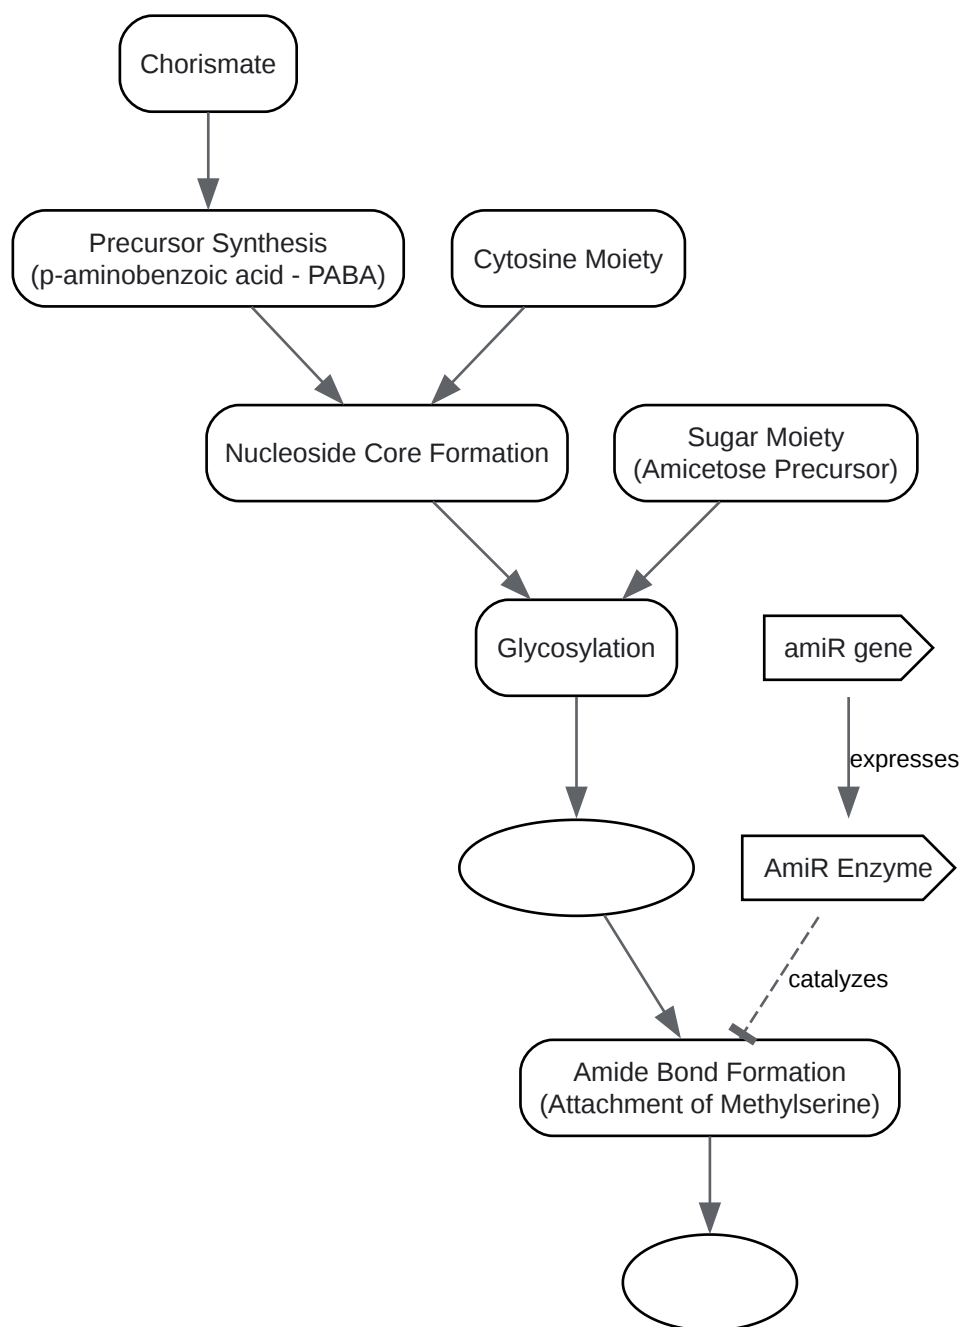 Chorismate
Precursor Synthesis
(p-aminobenzoic acid - PABA)
Cytosine Moiety
Nucleoside Core Formation
Sugar Moiety
(Amicetose Precursor)
Glycosylation
amiR gene
expresses
AmiR Enzyme
catalyzes
Amide Bond Formation
(Attachment of Methylserine)